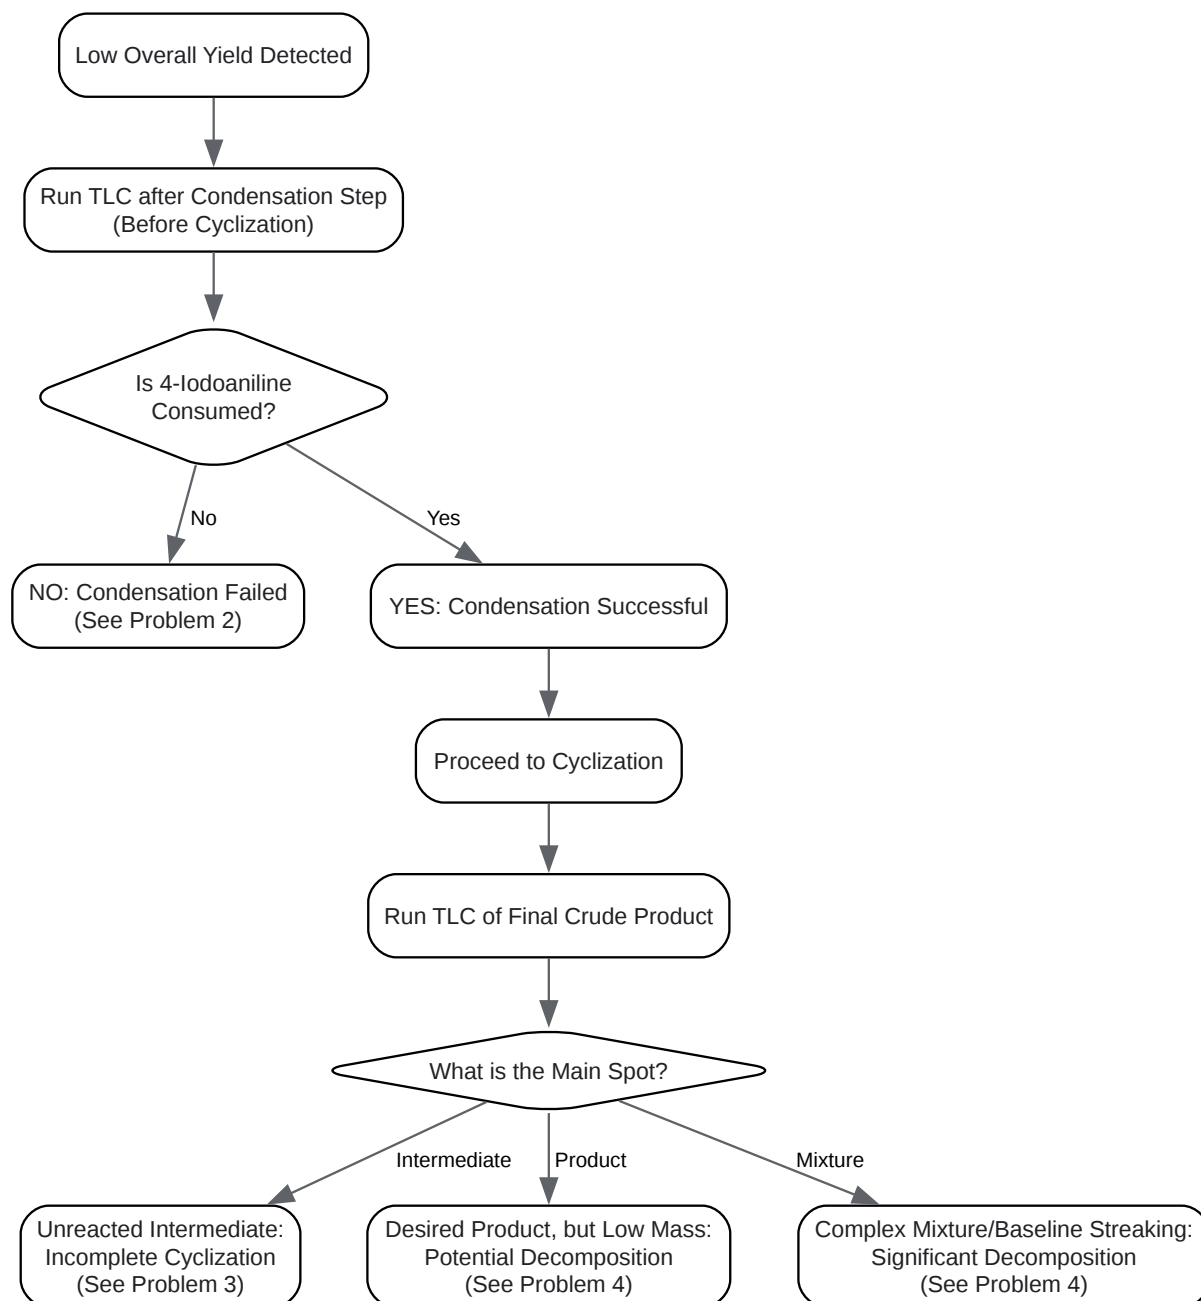 Low Overall Yield Detected
Run TLC after Condensation Step
(Before Cyclization)
Is 4-Iodoaniline
Consumed?
No
Yes
NO: Condensation Failed
(See Problem 2)
YES: Condensation Successful
Proceed to Cyclization
Run TLC of Final Crude Product
What is the Main Spot?
Intermediate
Product
Mixture
Unreacted Intermediate:
Incomplete Cyclization
(See Problem 3)
Desired Product, but Low Mass:
Potential Decomposition
(See Problem 4)
Complex Mixture/Baseline Streaking:
Significant Decomposition
(See Problem 4)